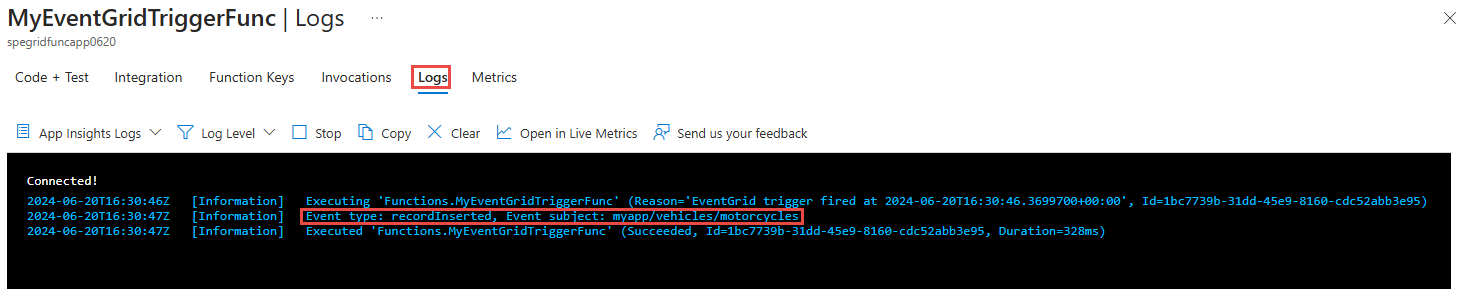 MyEventGridTriggerFunc | Logs ...
spegridfuncapp0620
Code + Test Integration Function Keys Invocations Logs Metrics
App Insights Logs Log Level Stop Copy Clear Open in Live Metrics Send us your feedback
Connected!
2024-06-20T16:30:46Z [Information] Executing 'Functions.MyEventGridTriggerFunc' (Reason='EventGrid trigger fired at 2024-06-20T16:30:46.3699700+00:00', Id=1bc7739b-31dd-45e9-8160-cdc52abb3e95)
2024-06-20T16:30:47Z [Information] Event type: recordInserted, Event subject: myapp/vehicles/motorcycles
2024-06-20T16:30:47Z [Information] Executed 'Functions.MyEventGridTriggerFunc' (Succeeded, Id=1bc7739b-31dd-45e9-8160-cdc52abb3e95, Duration=328ms)